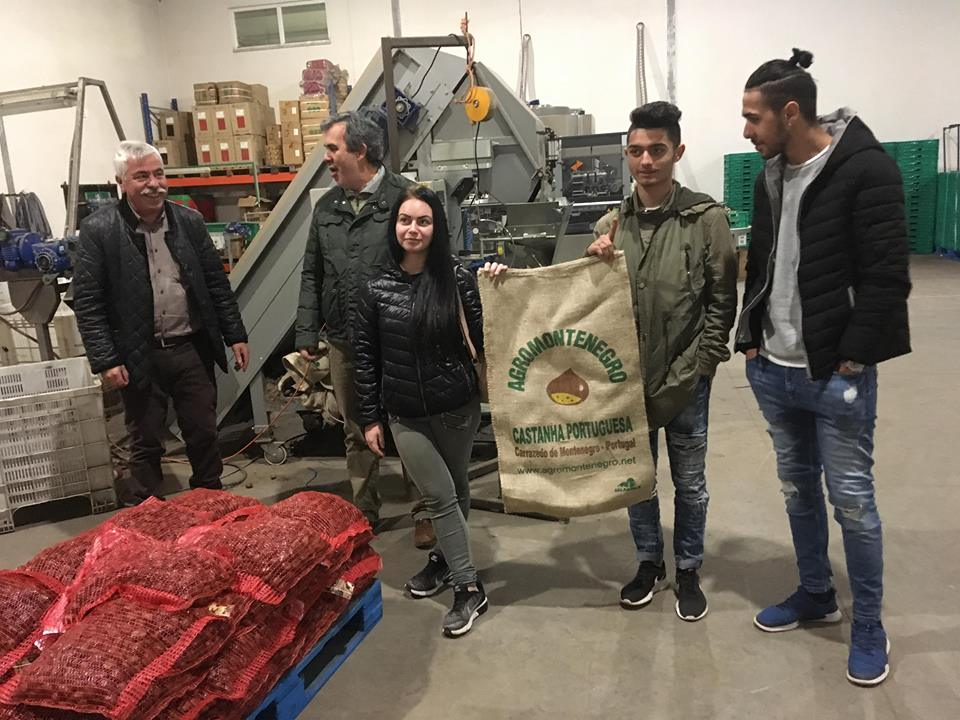 AGROMONTENEGRO
CASTANHA PORTUGUESA
Carrazedo de Montenegro - Portugal
www.agromontenegro.net